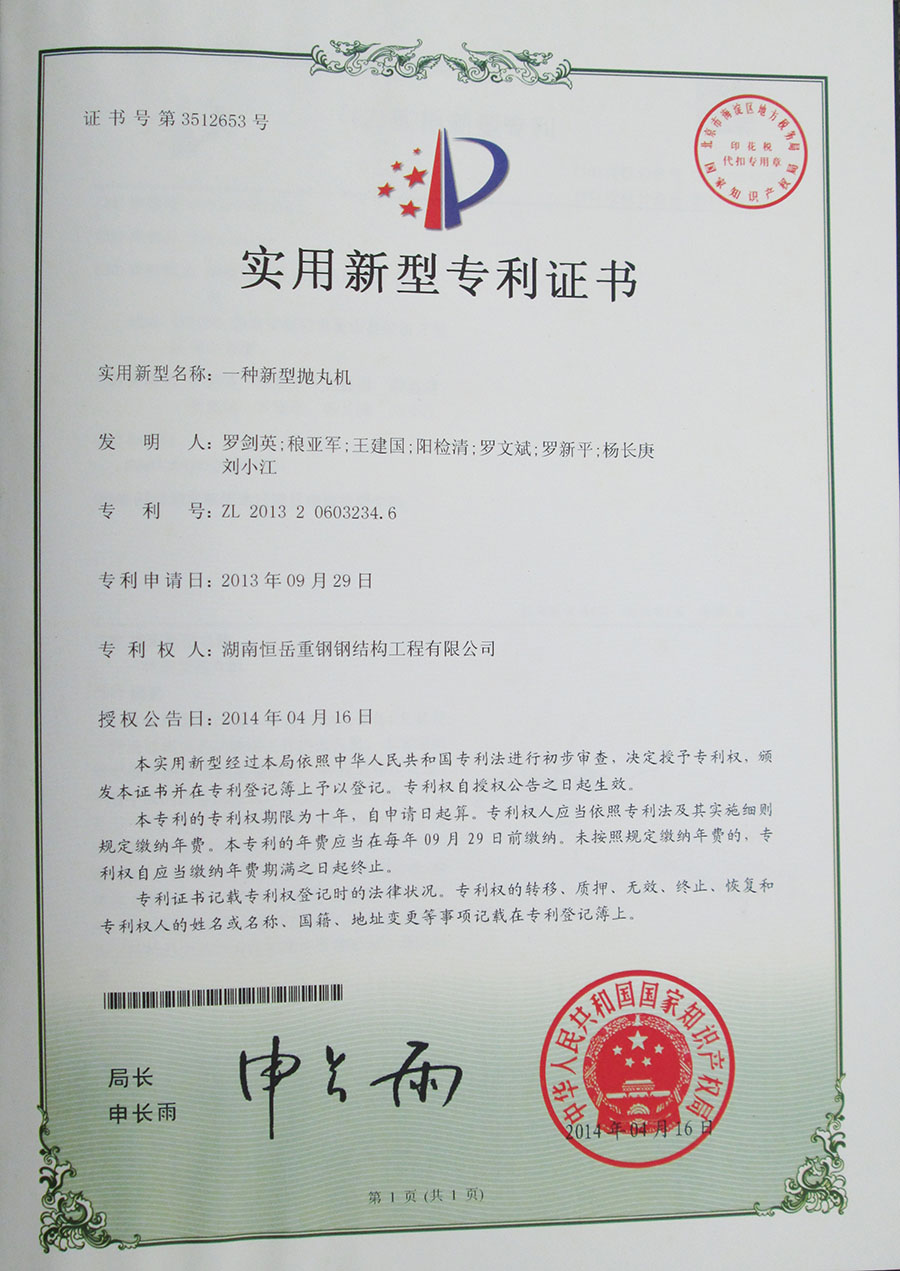 证书号第3512653号
北京市海淀区地方税务局
印花税
代扣专用章
国家知识产权局
实用新型专利证书
实用新型名称：一种新型抛丸机
发明人：罗剑英；稂亚军；王建国；阳检清；罗文斌；罗新平；杨长庚
刘小江
专利号：ZL 2013 2 0603234.6
专利申请日：2013年09月29日
专利权人：湖南恒岳重钢钢结构工程有限公司
授权公告日：2014年04月16日
本实用新型经过本局依照中华人民共和国专利法进行初步审查，决定授予专利权，颁
发本证书并在专利登记簿上予以登记。专利权自授权公告之日起生效。
本专利的专利权期限为十年，自申请日起算。专利权人应当依照专利法及其实施细则
规定缴纳年费。本专利的年费应当在每年09月29日前缴纳。未按照规定缴纳年费的，专
利权自应当缴纳年费期满之日起终止。
专利证书记载专利权登记时的法律状况。专利权的转移、质押、无效、终止、恢复和
专利权人的姓名或名称、国籍、地址变更等事项记载在专利登记簿上。
局长
申长雨
申长雨
中华人民共和国国家知识产权局
2014年04月16日
第1页（共1页）